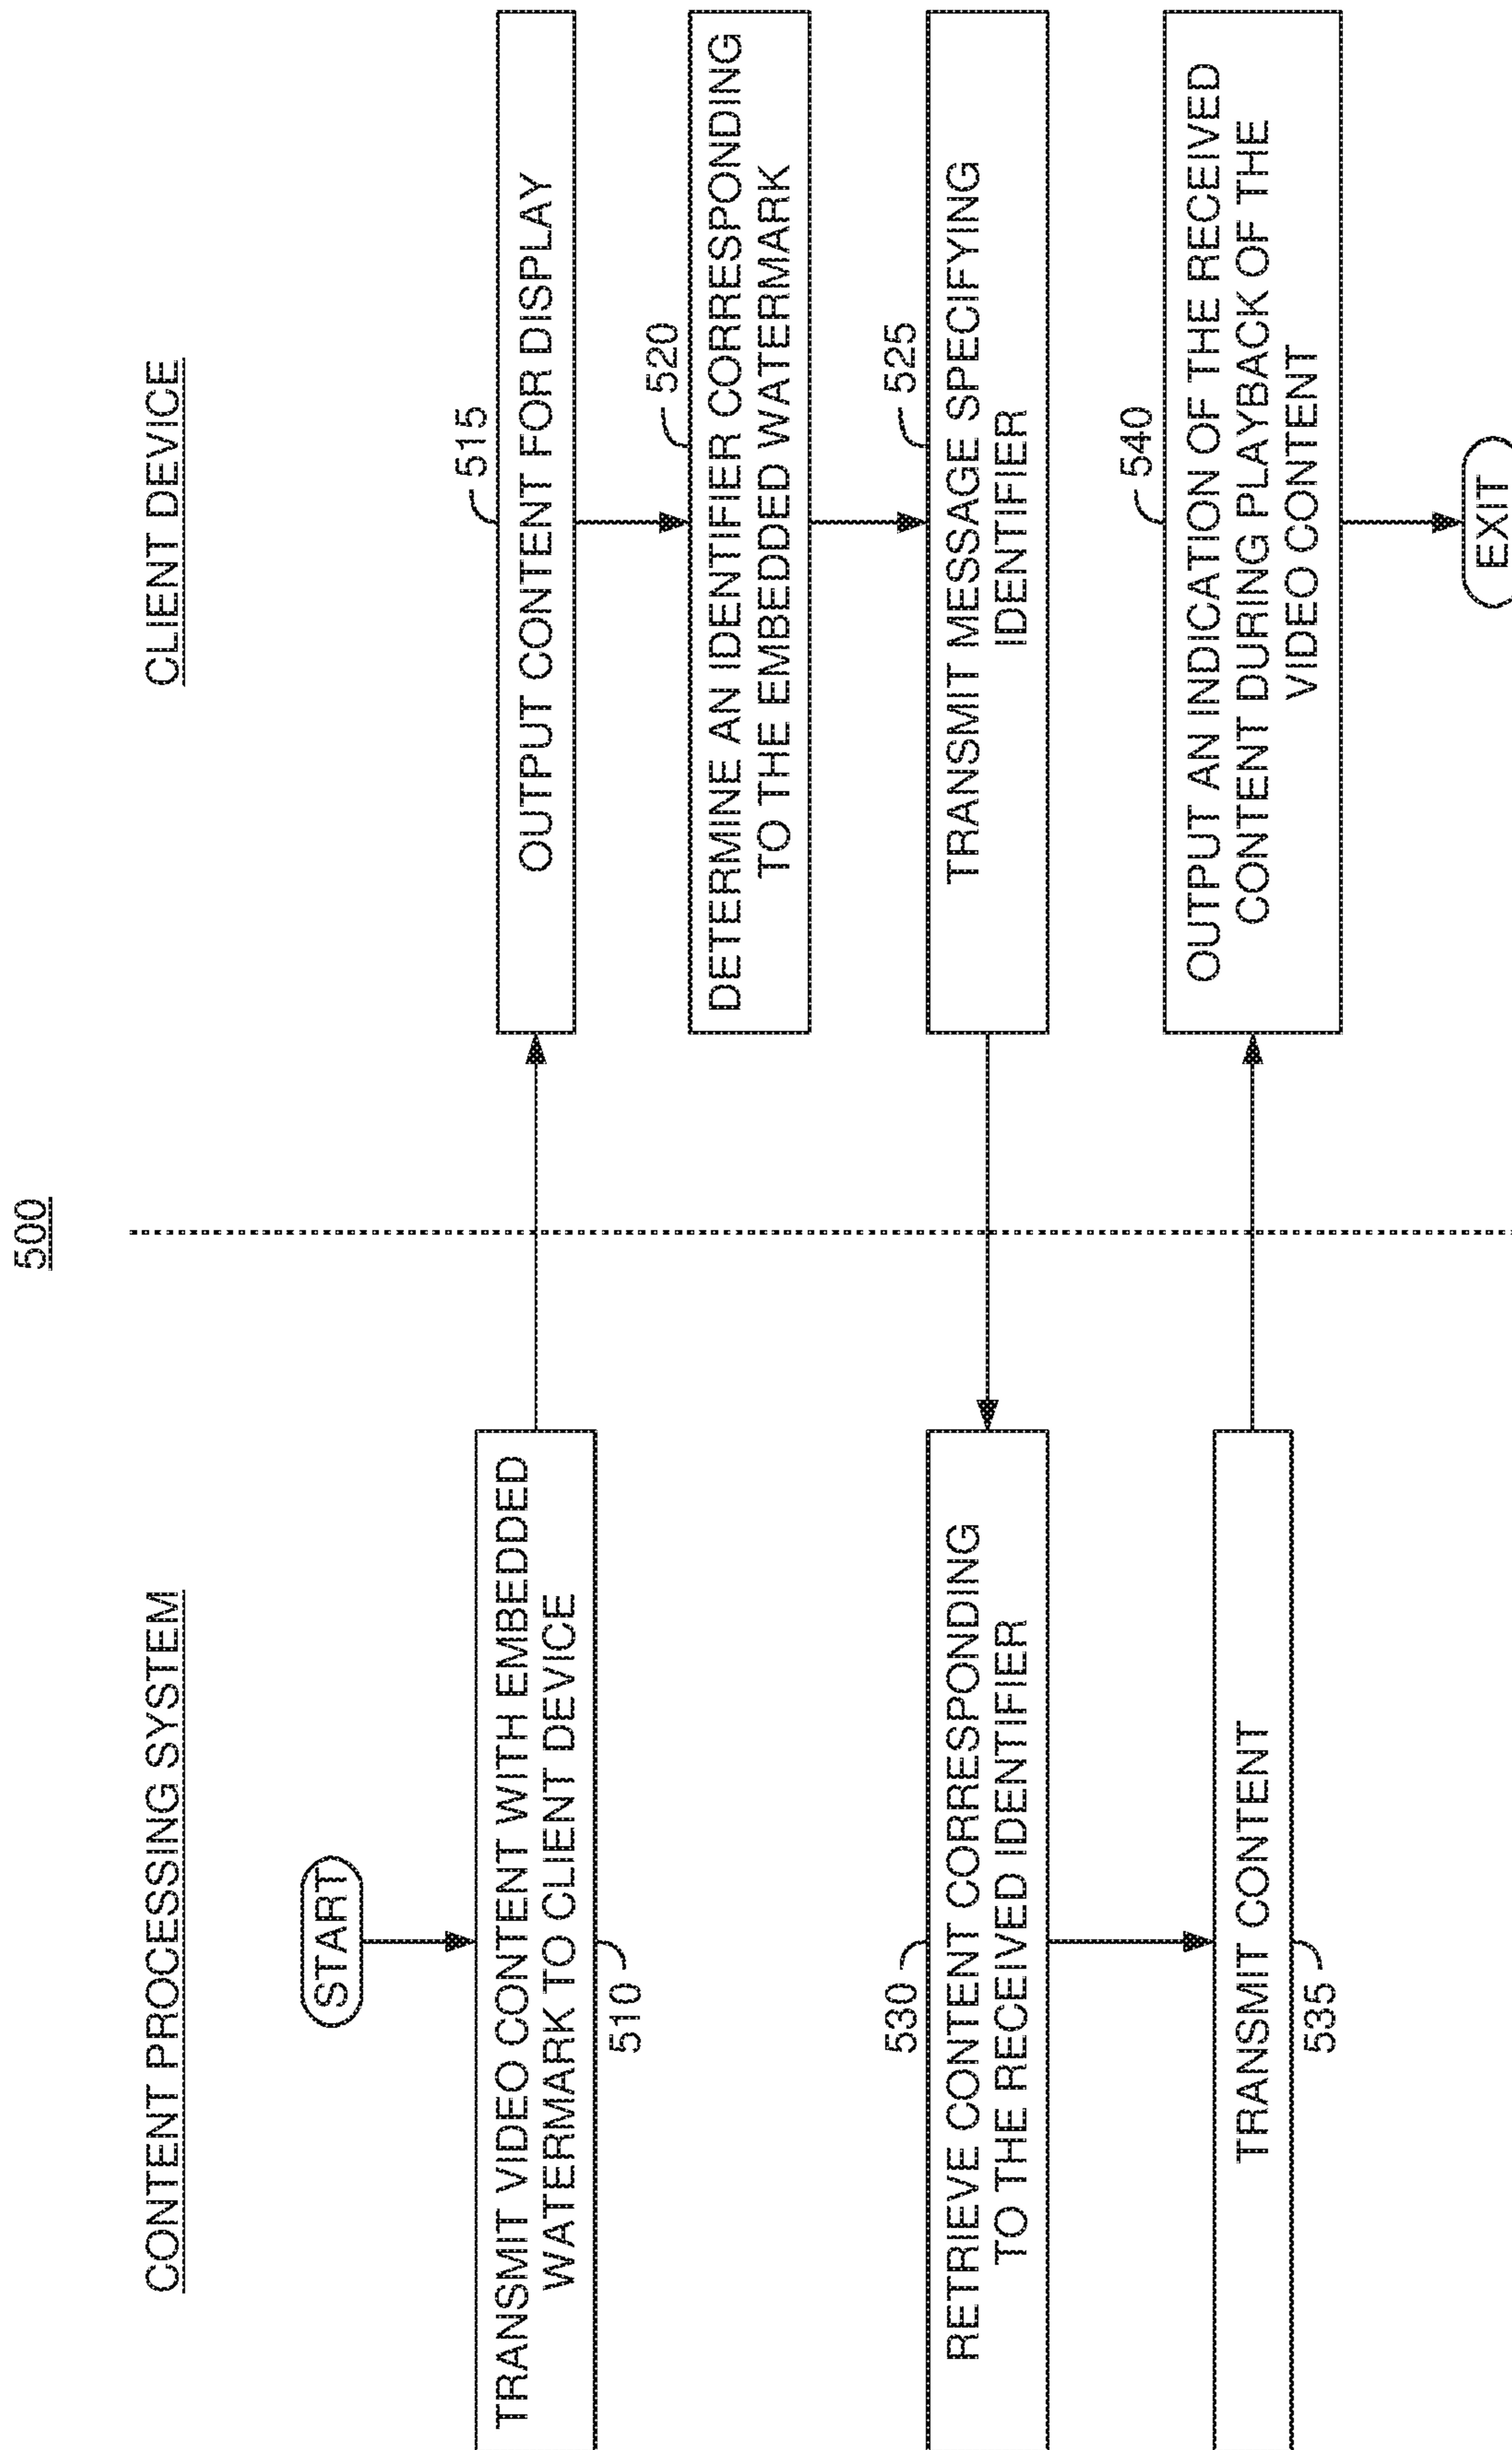 500
CONTENT PROCESSING SYSTEM
CLIENT DEVICE
START
TRANSMIT VIDEO CONTENT WITH EMBEDDED
WATERMARK TO CLIENT DEVICE
510
515
OUTPUT CONTENT FOR DISPLAY
520
DETERMINE AN IDENTIFIER CORRESPONDING
TO THE EMBEDDED WATERMARK
525
TRANSMIT MESSAGE SPECIFYING
IDENTIFIER
530
RETRIEVE CONTENT CORRESPONDING
TO THE RECEIVED IDENTIFIER
TRANSMIT CONTENT
535
540
OUTPUT AN INDICATION OF THE RECEIVED
CONTENT DURING PLAYBACK OF THE
VIDEO CONTENT
EXIT